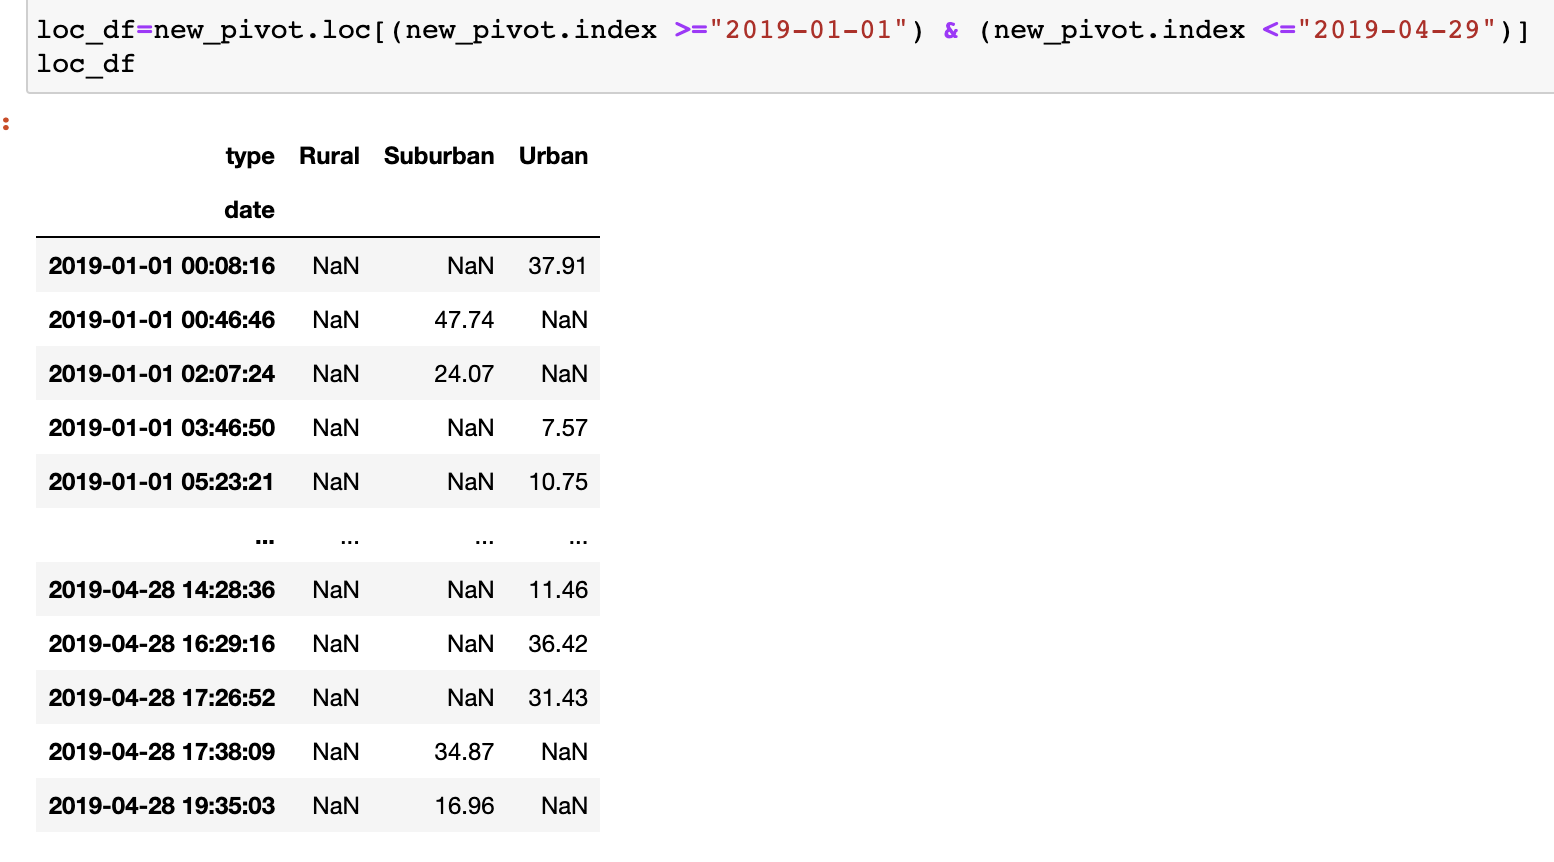 loc_df=new_pivot.loc[(new_pivot.index >="2019-01-01") & (new_pivot.index <="2019-04-29")]
loc_df
:
type Rural Suburban Urban
date
2019-01-01 00:08:16 NaN NaN 37.91
2019-01-01 00:46:46 NaN 47.74 NaN
2019-01-01 02:07:24 NaN 24.07 NaN
2019-01-01 03:46:50 NaN NaN 7.57
2019-01-01 05:23:21 NaN NaN 10.75
... ... ... ...
2019-04-28 14:28:36 NaN NaN 11.46
2019-04-28 16:29:16 NaN NaN 36.42
2019-04-28 17:26:52 NaN NaN 31.43
2019-04-28 17:38:09 NaN 34.87 NaN
2019-04-28 19:35:03 NaN 16.96 NaN